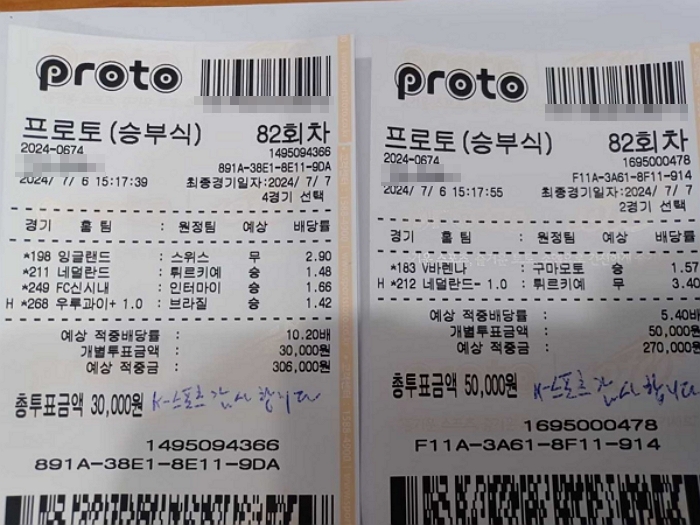 proto
프로토 (승부식) 82회차
2024-0674 1495094366
891A-38E1-8E11-9DA
2024/ 7/ 6 15:17:39 최종경기일자:2024/ 7/ 7
4경기 선택
경기 홈 팀 : 원정팀 예상 배당률
*198 잉글랜드 : 스위스 무 2.90
*211 네덜란드 : 튀르키예 승 1.48
*249 FC신시내 : 인터마이 승 1.66
H *268 우루과이+ 1.0 : 브라질 승 1.42
예상 적중배당률 : 10.20배
개별투표금액 : 30,000원
예상 적중금 : 306,000원
총투표금액 30,000원 K-스포츠 감사합니다
1495094366
891A-38E1-8E11-9DA
proto
프로토 (승부식) 82회차
2024-0674 1695000478
F11A-3A61-8F11-914
2024/ 7/ 6 15:17:55 최종경기일자:2024/ 7/ 7
2경기 선택
경기 홈 팀 : 원정팀 예상 배당률
*183 V바렌나 : 구마모토 승 1.57
H *212 네덜란드- 1.0 : 튀르키예 무 3.40
예상 적중배당률 : 5.40배
개별투표금액 : 50,000원
예상 적중금 : 270,000원
총투표금액 50,000원 K-스포츠 감사합니다
1695000478
F11A-3A61-8F11-914